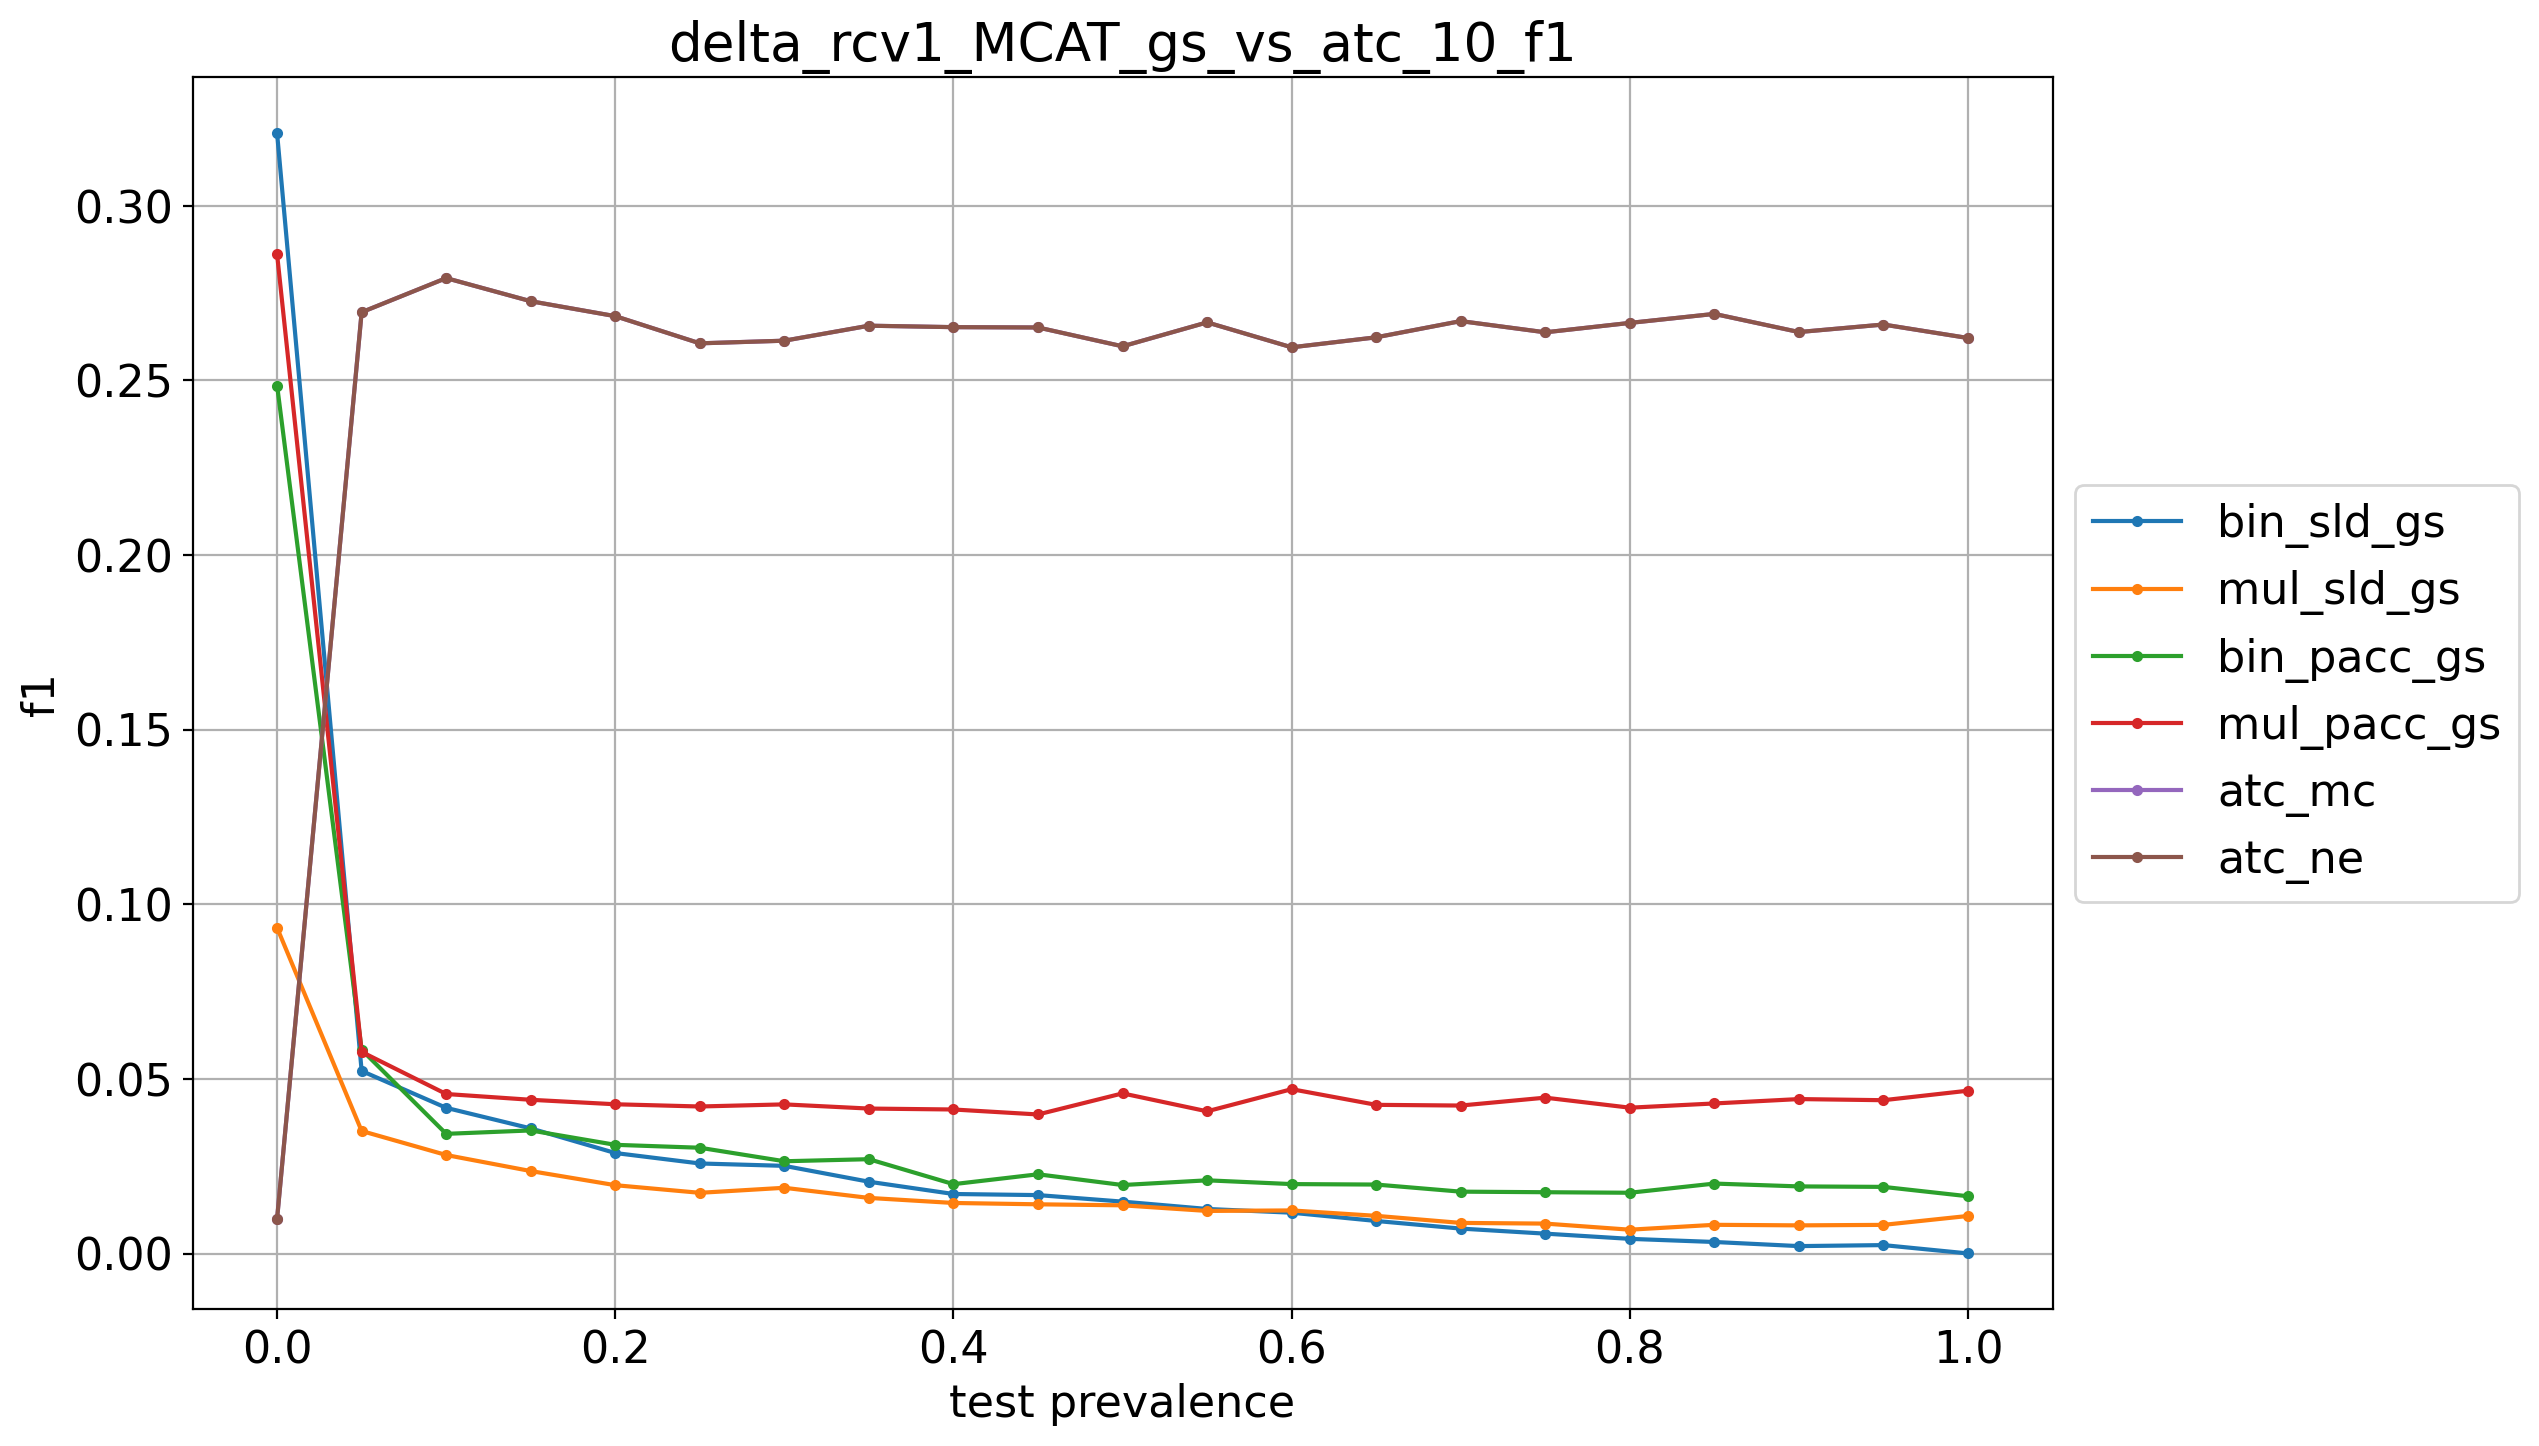 delta_rcv1_MCAT_gs_vs_atc_10_f1
f1
0.30
0.25
0.20
0.15
0.10
0.05
0.00
0.0 0.2 0.4 0.6 0.8 1.0
test prevalence
bin_sld_gs
mul_sld_gs
bin_pacc_gs
mul_pacc_gs
atc_mc
atc_ne